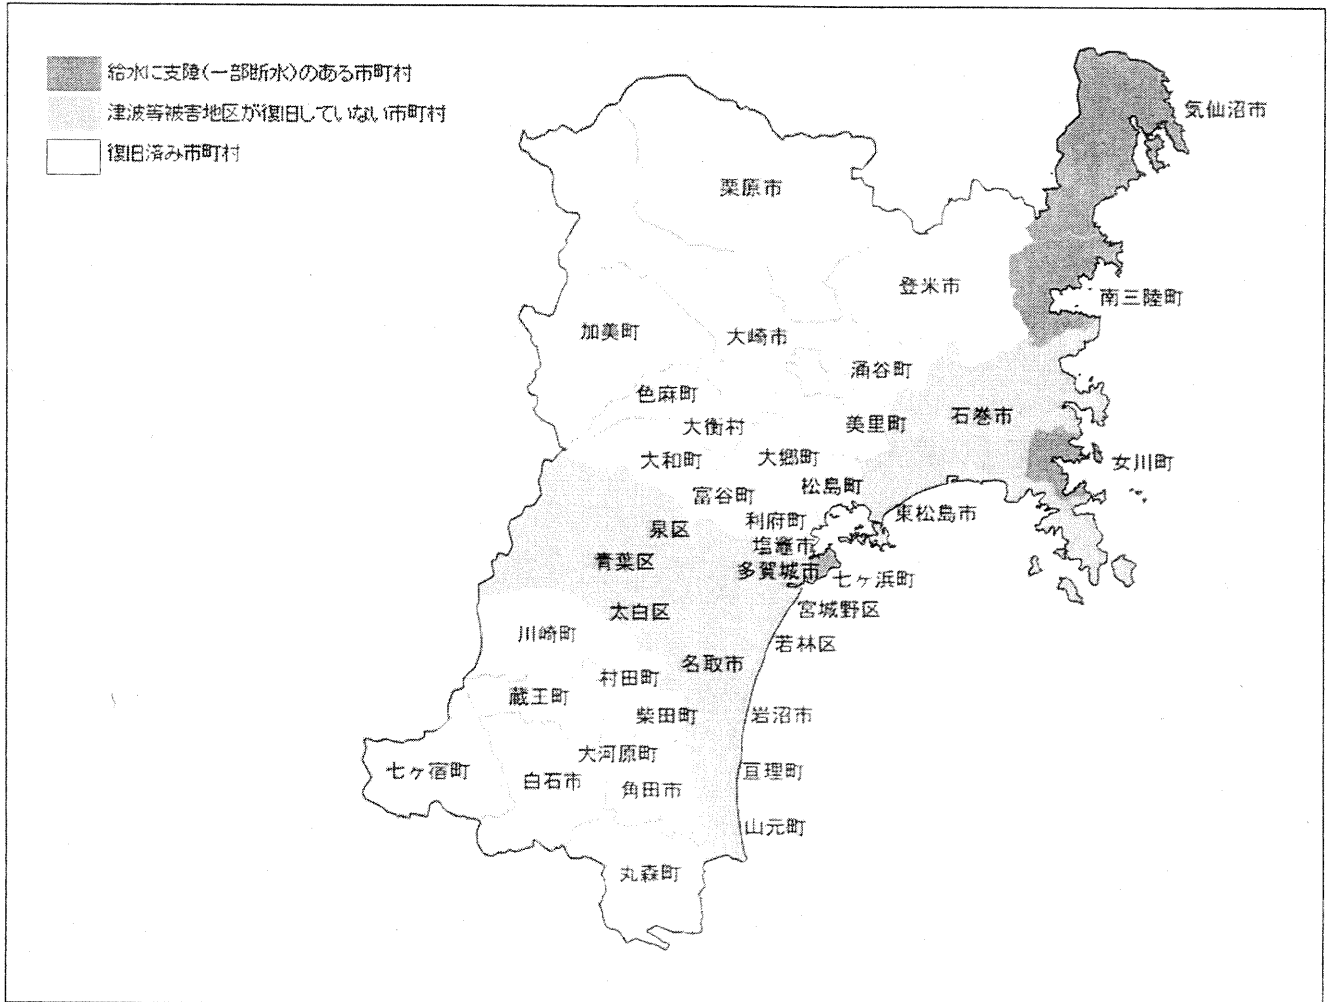 給水に支障(一部断水)のある市町村
津波等被害地区が復旧していない市町村
復旧済み市町村
気仙沼市
栗原市
登米市
南三陸町
加美町
大崎市
涌谷町
色麻町
大衡村
美里町
石巻市
大和町
大郷町
女川町
富谷町
松島町
利府町
東松島市
泉区
塩竈市
青葉区
多賀城市
七ヶ浜町
太白区
宮城野区
川崎町
若林区
名取市
村田町
蔵王町
柴田町
岩沼市
大河原町
七ヶ宿町
白石市
角田市
亘理町
山元町
丸森町